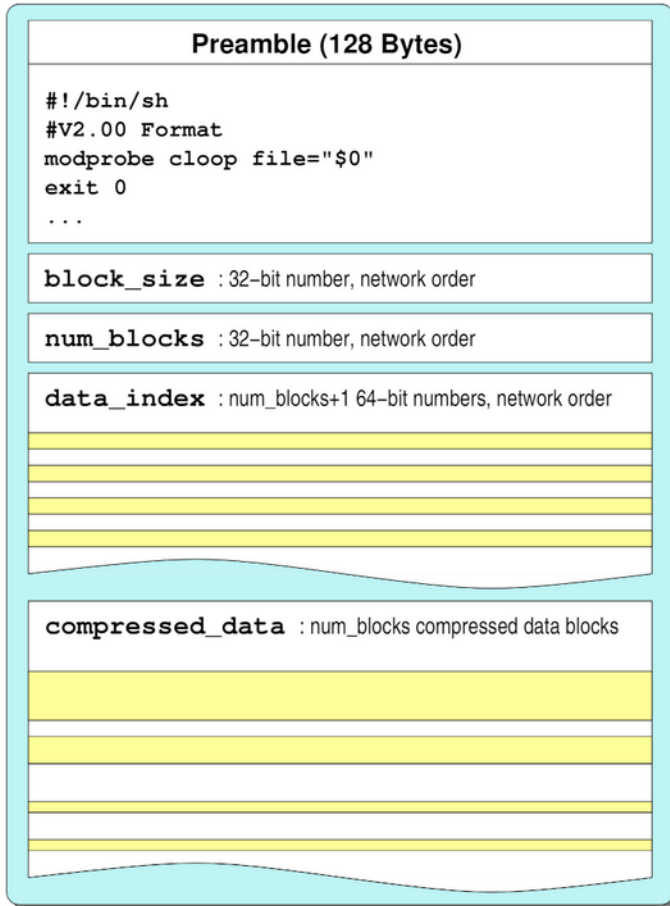 Preamble (128 Bytes)
#!/bin/sh
#V2.00 Format
modprobe cloop file="$0"
exit 0
...
block_size : 32-bit number, network order
num_blocks : 32-bit number, network order
data_index : num_blocks+1 64-bit numbers, network order
compressed_data : num_blocks compressed data blocks